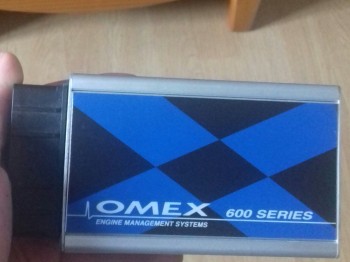 OMEX 600 SERIES
ENGINE MANAGEMENT SYSTEMS